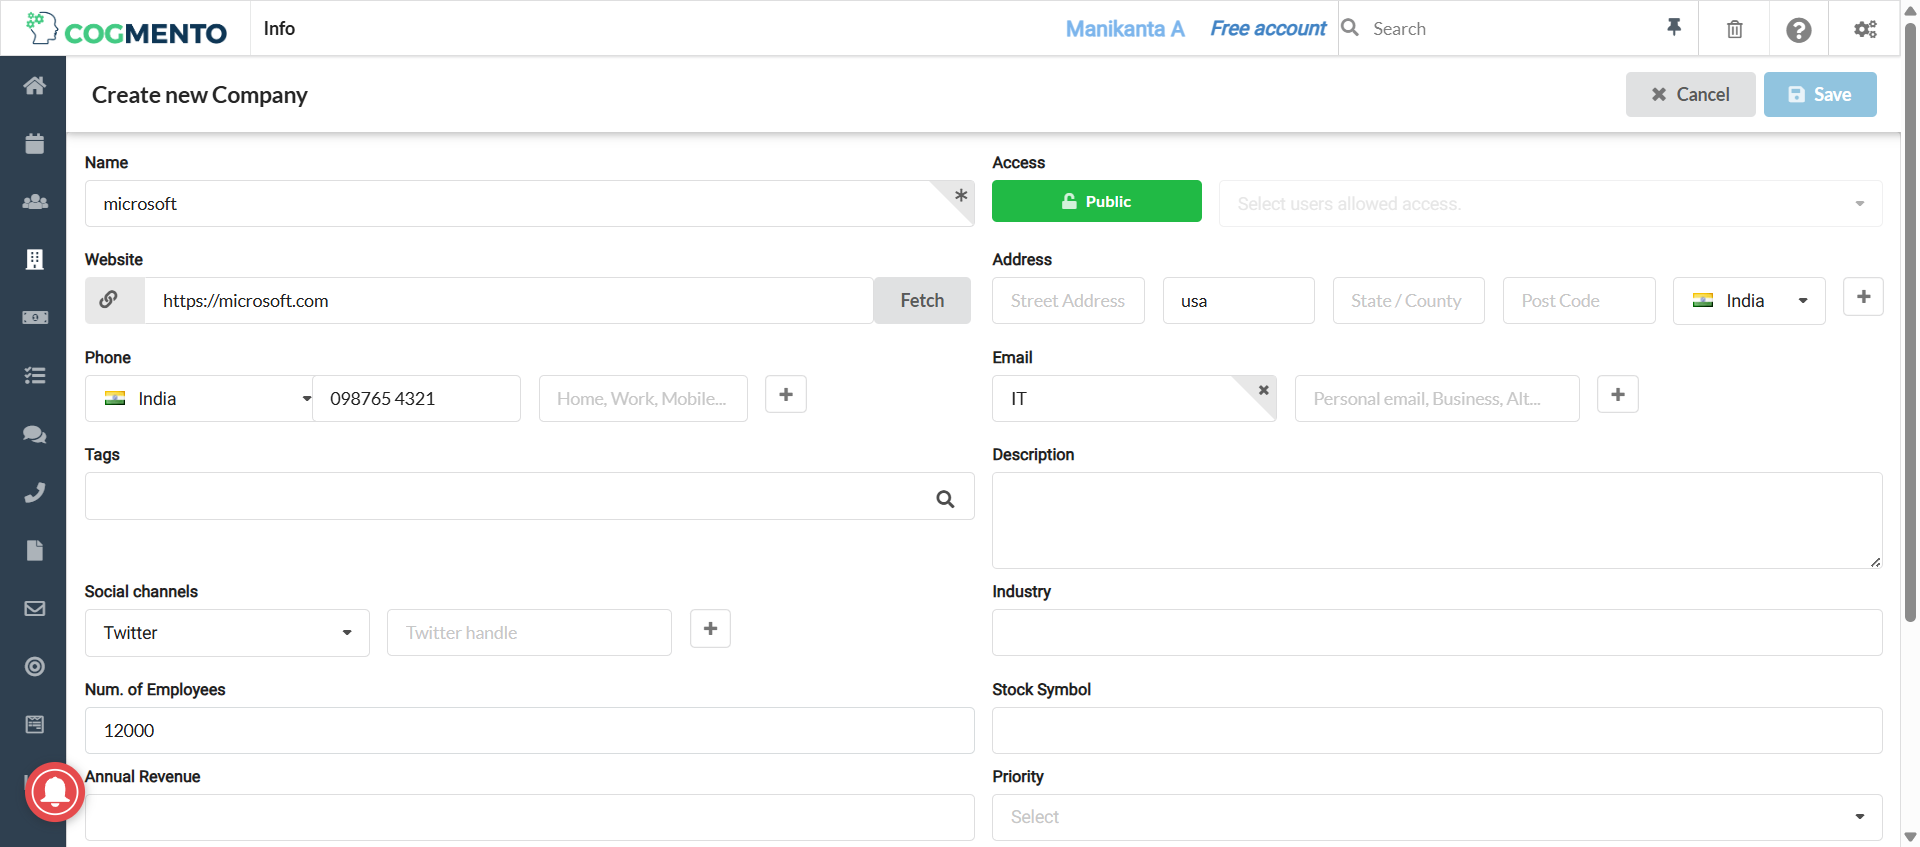 COGMENTO
Info
Manikanta A
Free account
Search
Create new Company
Cancel
Save
Name
Access
microsoft
*
Public
Select users allowed access.
Website
Address
https://microsoft.com
Fetch
Street Address
usa
State / County
Post Code
India
Phone
Email
India
098765 4321
Home, Work, Mobile...
IT
Personal email, Business, Alt...
Tags
Description
Social channels
Industry
Twitter
Twitter handle
Num. of Employees
Stock Symbol
12000
Annual Revenue
Priority
Select